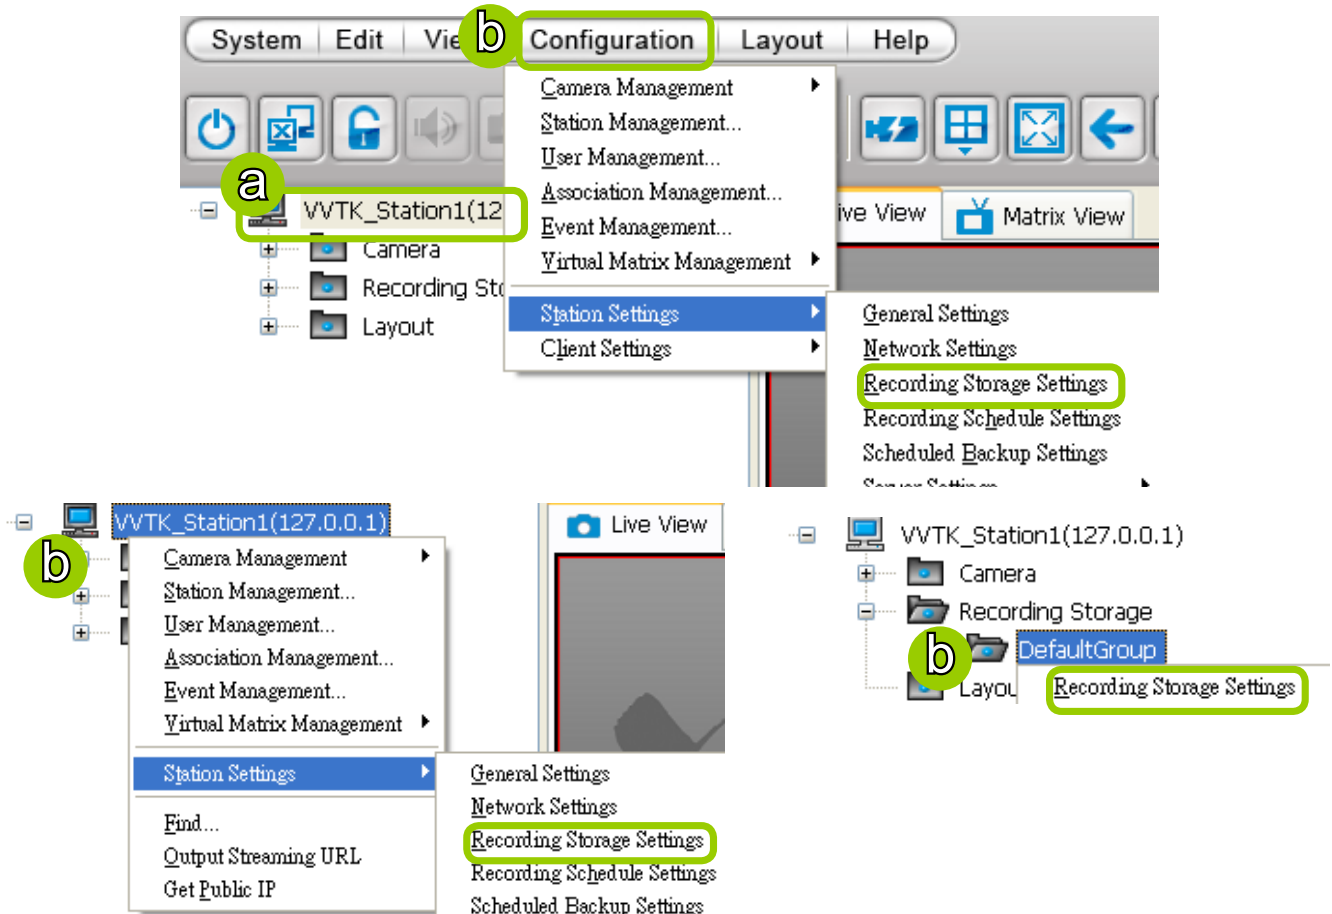 System Edit Vie b Configuration Layout Help
Camera Management
Station Management...
User Management...
Association Management...
Event Management...
Virtual Matrix Management
Station Settings
Client Settings
a
VVTK_Station1(12
Camera
Recording Sto
Layout
ive View
Matrix View
General Settings
Network Settings
Recording Storage Settings
Recording Schedule Settings
Scheduled Backup Settings
Server Settings
VVTK_Station1(127.0.0.1)
b
Camera Management
Station Management...
User Management...
Association Management...
Event Management...
Virtual Matrix Management
Station Settings
Find...
Output Streaming URL
Get Public IP
Live View
General Settings
Network Settings
Recording Storage Settings
Recording Schedule Settings
Scheduled Backup Settings
VVTK_Station1(127.0.0.1)
Camera
Recording Storage
b
DefaultGroup
Layou
Recording Storage Settings